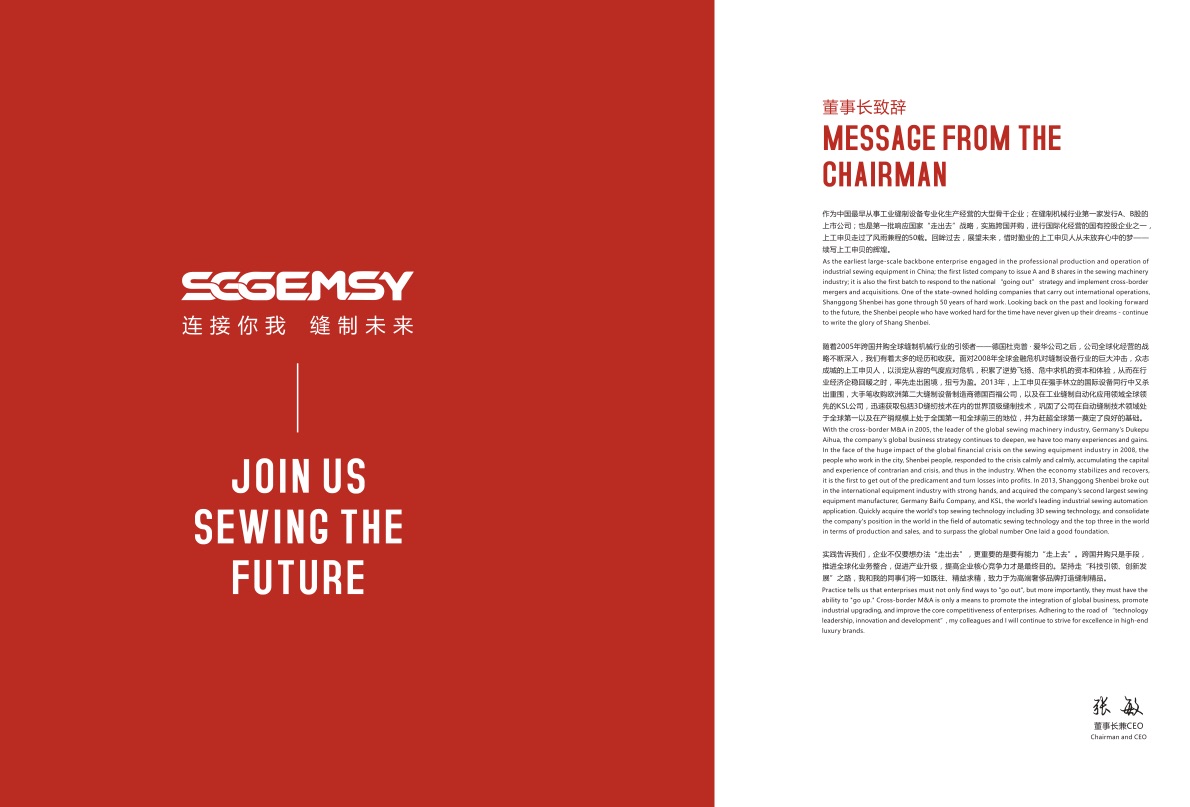 SGGEMSY
连接你我 缝制未来
JOIN US
SEWING THE
FUTURE
董事长致辞
MESSAGE FROM THE
CHAIRMAN
作为中国最早从事工业缝制设备专业化生产经营的大型骨干企业；在缝制机械行业第一家发行A、B股的
上市公司；也是第一批响应国家“走出去”战略，实施跨国并购，进行国际化经营的国有控股企业之一，
上工申贝走过了风雨兼程的50载。回眸过去，展望未来，惜时勤业的上工申贝人从未放弃心中的梦——
续写上工申贝的辉煌。
As the earliest large-scale backbone enterprise engaged in the professional production and operation of
industrial sewing equipment in China; the first listed company to issue A and B shares in the sewing machinery
industry; it is also the first batch to respond to the national “going out” strategy and implement cross-border
mergers and acquisitions. One of the state-owned holding companies that carry out international operations,
Shanggong Shenbei has gone through 50 years of hard work. Looking back on the past and looking forward
to the future, the Shenbei people who have worked hard for the time have never given up their dreams - continue
to write the glory of Shang Shenbei.
随着2005年跨国并购全球缝制机械行业的引领者——德国杜克普·爱华公司之后，公司全球化经营的战
略不断深入，我们有着太多的经历和收获。面对2008年全球金融危机对缝制设备行业的巨大冲击，众志
成城的上工申贝人，以淡定从容的气度应对危机，积累了逆势飞扬、危中求机的资本和体验，从而在行
业经济企稳回暖之时，率先走出困境，扭亏为盈。2013年，上工申贝在强手林立的国际设备同行中又杀
出重围，大手笔收购欧洲第二大缝制设备制造商德国百福公司，以及在工业缝制自动化应用领域全球领
先的KSL公司，迅速获取包括3D缝纫技术在内的世界顶级缝制技术，巩固了公司在自动缝制技术领域处
于全球第一以及在产销规模上处于全国第一和全球前三的地位，并为赶超全球第一奠定了良好的基础。
With the cross-border M&A in 2005, the leader of the global sewing machinery industry, Germany's Dukepu
Aihua, the company's global business strategy continues to deepen, we have too many experiences and gains.
In the face of the huge impact of the global financial crisis on the sewing equipment industry in 2008, the
people who work in the city, Shenbei people, responded to the crisis calmly and calmly, accumulating the capital
and experience of contrarian and crisis, and thus in the industry. When the economy stabilizes and recovers,
it is the first to get out of the predicament and turn losses into profits. In 2013, Shanggong Shenbei broke out
in the international equipment industry with strong hands, and acquired the company's second largest sewing
equipment manufacturer, Germany Baifu Company, and KSL, the world's leading industrial sewing automation
application. Quickly acquire the world's top sewing technology including 3D sewing technology, and consolidate
the company's position in the world in the field of automatic sewing technology and the top three in the world
in terms of production and sales, and to surpass the global number One laid a good foundation.
实践告诉我们，企业不仅要想办法“走出去”，更重要的是要有能力“走上去”。跨国并购只是手段，
推进全球化业务整合，促进产业升级，提高企业核心竞争力才是最终目的。坚持走“科技引领、创新发
展”之路，我和我的同事们将一如既往、精益求精，致力于为高端奢侈品牌打造缝制精品。
Practice tells us that enterprises must not only find ways to "go out", but more importantly, they must have the
ability to "go up." Cross-border M&A is only a means to promote the integration of global business, promote
industrial upgrading, and improve the core competitiveness of enterprises. Adhering to the road of “technology
leadership, innovation and development”, my colleagues and I will continue to strive for excellence in high-end
luxury brands.
张敏
董事长兼CEO
Chairman and CEO